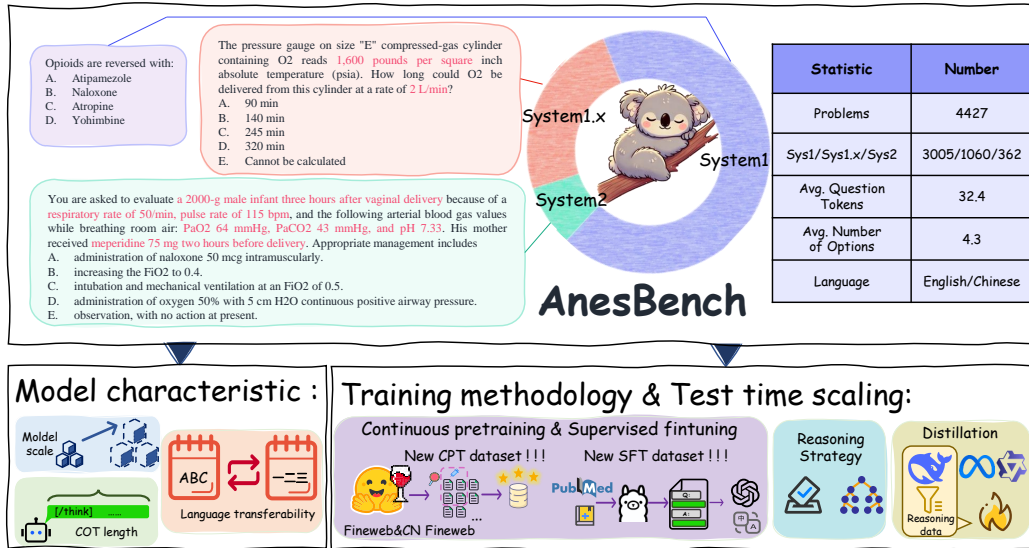 Opioids are reversed with:
A. Atipamezole
B. Naloxone
C. Atropine
D. Yohimbine
The pressure gauge on size "E" compressed-gas cylinder
containing O2 reads 1,600 pounds per square inch
absolute temperature (psia). How long could O2 be
delivered from this cylinder at a rate of 2 L/min?
A. 90 min
B. 140 min
C. 245 min
D. 320 min
E. Cannot be calculated
You are asked to evaluate a 2000-g male infant three hours after vaginal delivery because of a
respiratory rate of 50/min, pulse rate of 115 bpm, and the following arterial blood gas values
while breathing room air: PaO2 64 mmHg, PaCO2 43 mmHg, and pH 7.33. His mother
received meperidine 75 mg two hours before delivery. Appropriate management includes
A. administration of naloxone 50 mcg intramuscularly.
B. increasing the FiO2 to 0.4.
C. intubation and mechanical ventilation at an FiO2 of 0.5.
D. administration of oxygen 50% with 5 cm H2O continuous positive airway pressure.
E. observation, with no action at present.
System1.x
System1
System2
AnesBench
Statistic Number
Problems 4427
Sys1/Sys1.x/Sys2 3005/1060/362
Avg. Question
Tokens 32.4
Avg. Number
of Options 4.3
Language English/Chinese
Model characteristic :
Moldel
scale
ABC
一二三
Language transferability
[/think] ......
COT length
Training methodology & Test time scaling:
Continuous pretraining & Supervised fintuning
New CPT dataset !!!
New SFT dataset !!!
...
Fineweb&CN Fineweb
PubMed
Q:
A:
中
A
Reasoning
Strategy
Distillation
Reasoning
data